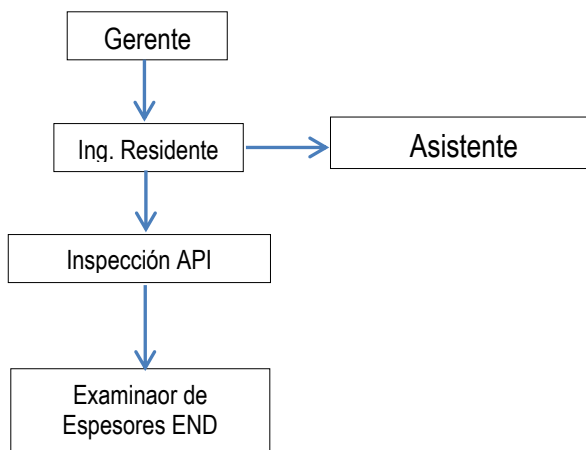 Gerente
Ing. Residente
Asistente
Inspección API
Examinaor de
Espesores END